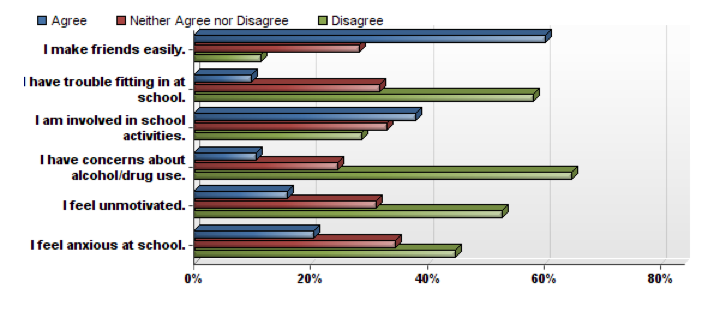 Agree Neither Agree nor Disagree Disagree
I make friends easily.
I have trouble fitting in at
school.
I am involved in school
activities.
I have concerns about
alcohol/drug use.
I feel unmotivated.
I feel anxious at school.
0% 20% 40% 60% 80%